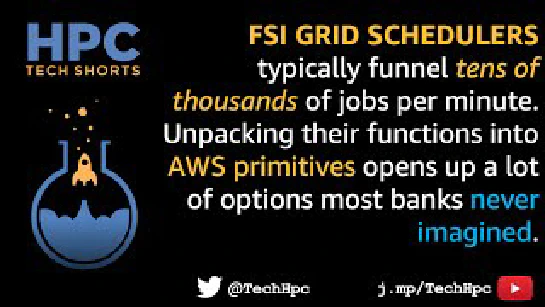 HPC
TECH SHORTS
FSI GRID SCHEDULERS
typically funnel tens of
thousands of jobs per minute.
Unpacking their functions into
AWS primitives opens up a lot
of options most banks never
imagined.
@TechHpc
j.mp/TechHpc